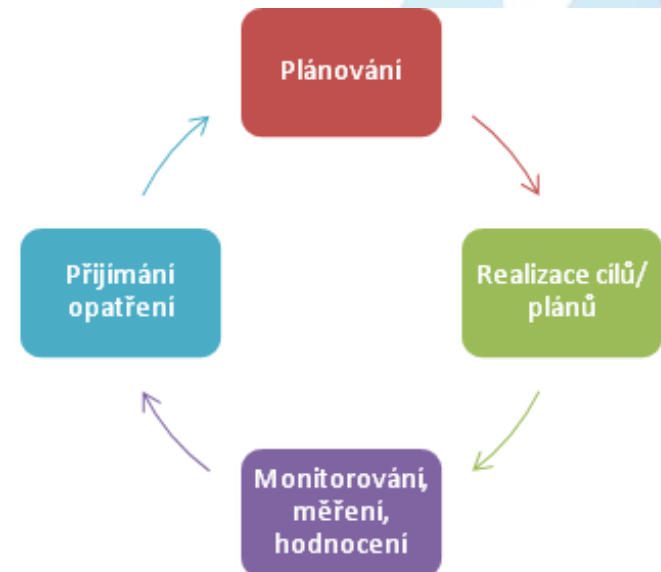 Plánování
Realizace cílů/
plánů
Monitorování,
měření,
hodnocení
Přijímání
opatření